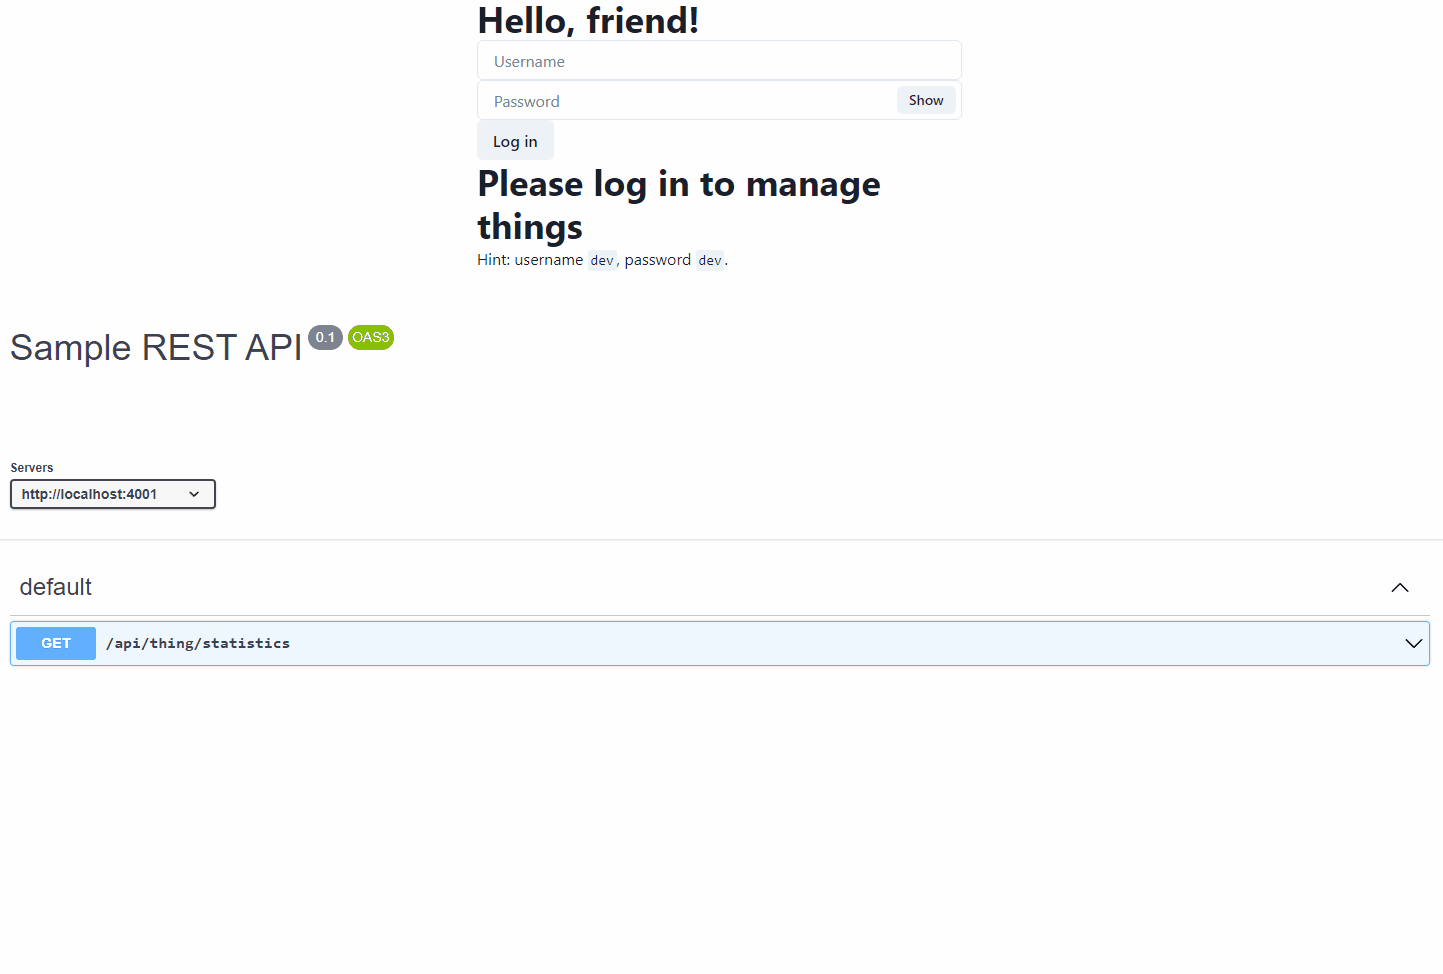 Hello, friend!
Username
Password Show
Log in
Please log in to manage
things
Hint: username dev, password dev.
Sample REST API 0.1 OAS3
Servers
http://localhost:4001
default
GET /api/thing/statistics